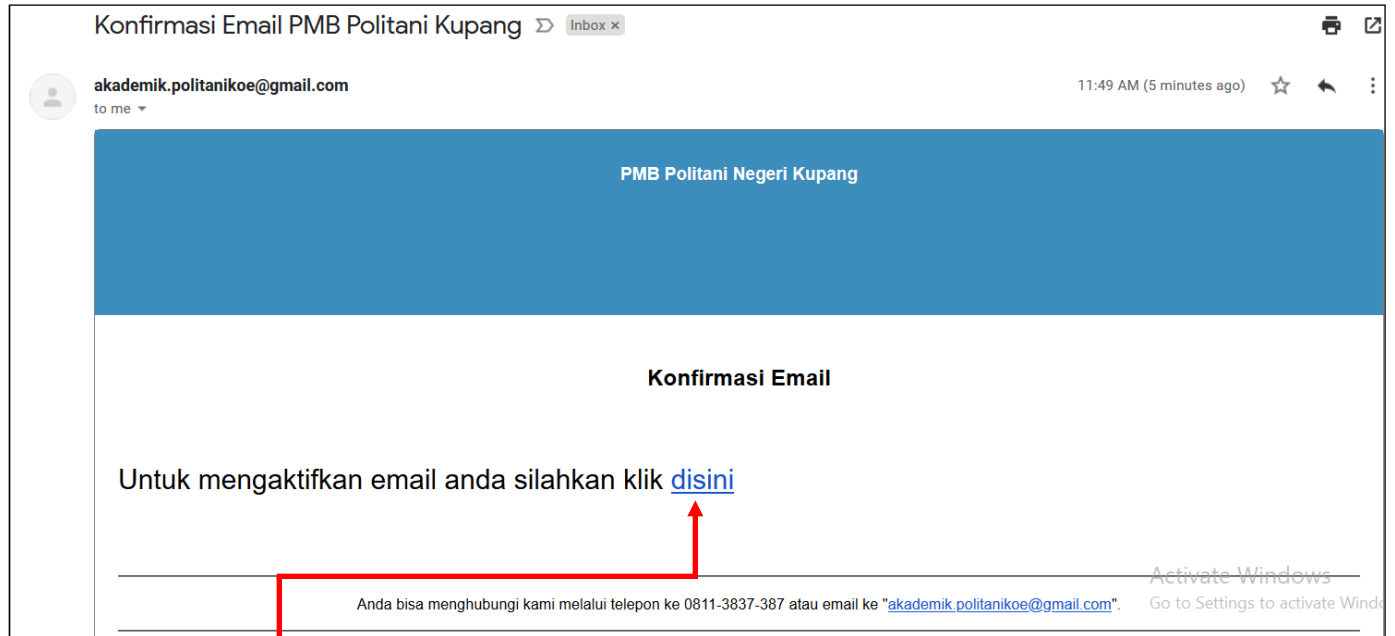 Konfirmasi Email PMB Politani Kupang Inbox ×
akademik.politanikoe@gmail.com 11:49 AM (5 minutes ago)
to me
PMB Politani Negeri Kupang
Konfirmasi Email
Untuk mengaktifkan email anda silahkan klik disini
Activate Windows
Anda bisa menghubungi kami melalui telepon ke 0811-3837-387 atau email ke "akademik.politanikoe@gmail.com". Go to Settings to activate